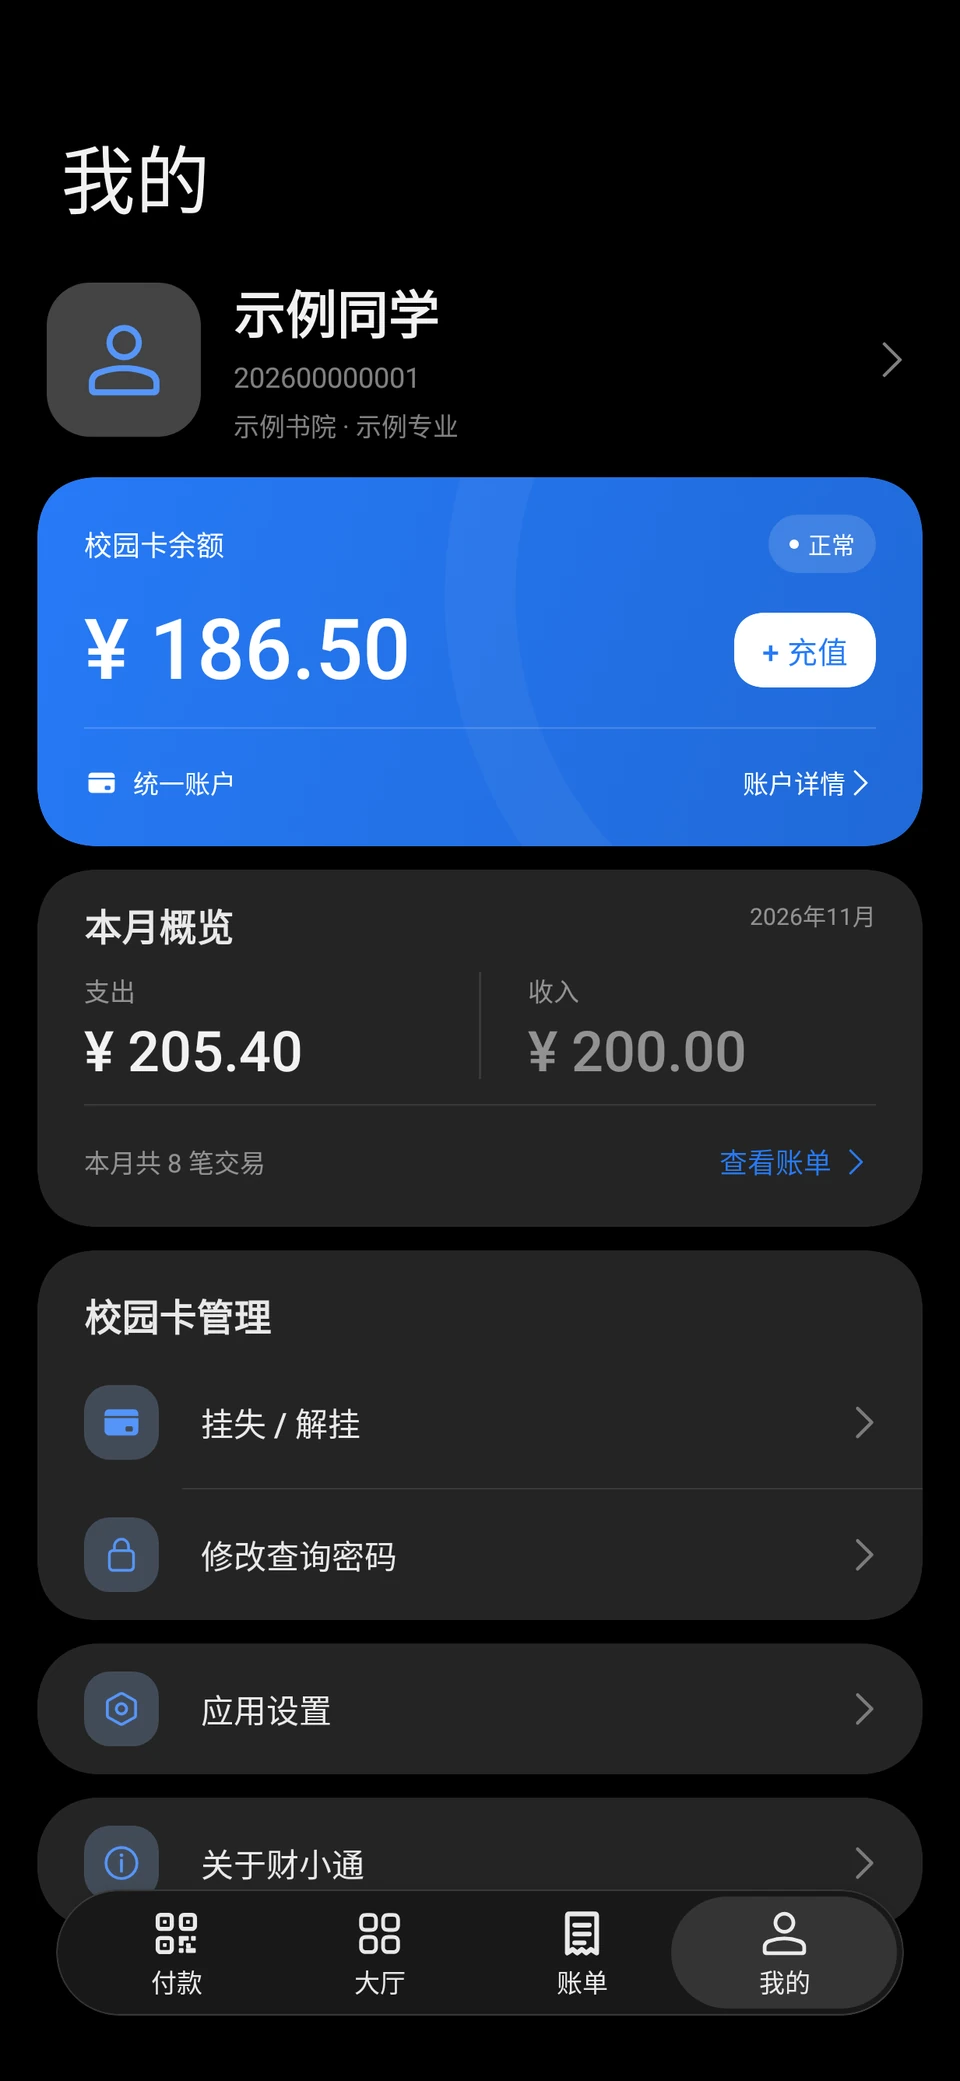 我的
示例同学
202600000001
示例书院 · 示例专业
校园卡余额
正常
¥ 186.50
+ 充值
统一账户
账户详情
本月概览
2026年11月
支出
收入
¥ 205.40
¥ 200.00
本月共 8 笔交易
查看账单
校园卡管理
挂失 / 解挂
修改查询密码
应用设置
关于财小通
付款
大厅
账单
我的